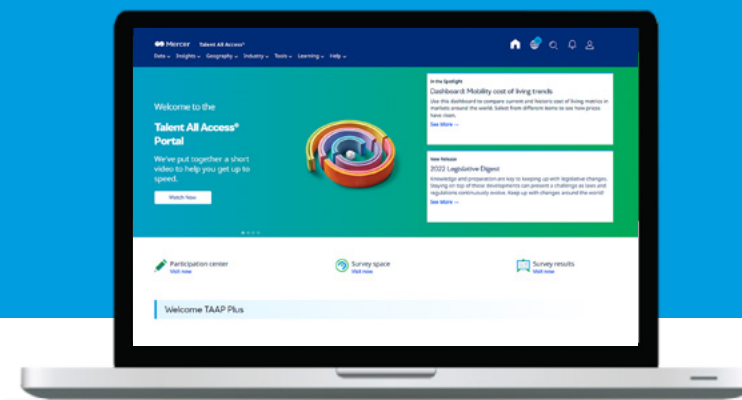 Mercer Talent All Access®
Data Insights Geography Industry Tools Learning Help
Welcome to the
Talent All Access®
Portal
We've put together a short
video to help you get up to
speed.
Watch Now
In the Spotlight
Dashboard: Mobility cost of living trends
Use this dashboard to compare current and historic cost of living metrics in
markets around the world. Select from different items to see how prices
have risen.
See More
New Release
2022 Legislative Digest
Knowledge and preparation are key to keeping up with legislative changes.
Staying on top of these developments can present a challenge as laws and
regulations continuously evolve. Keep up with changes around the world!
See More
Participation center
Visit now
Survey space
Visit now
Survey results
Visit now
Welcome TAAP Plus